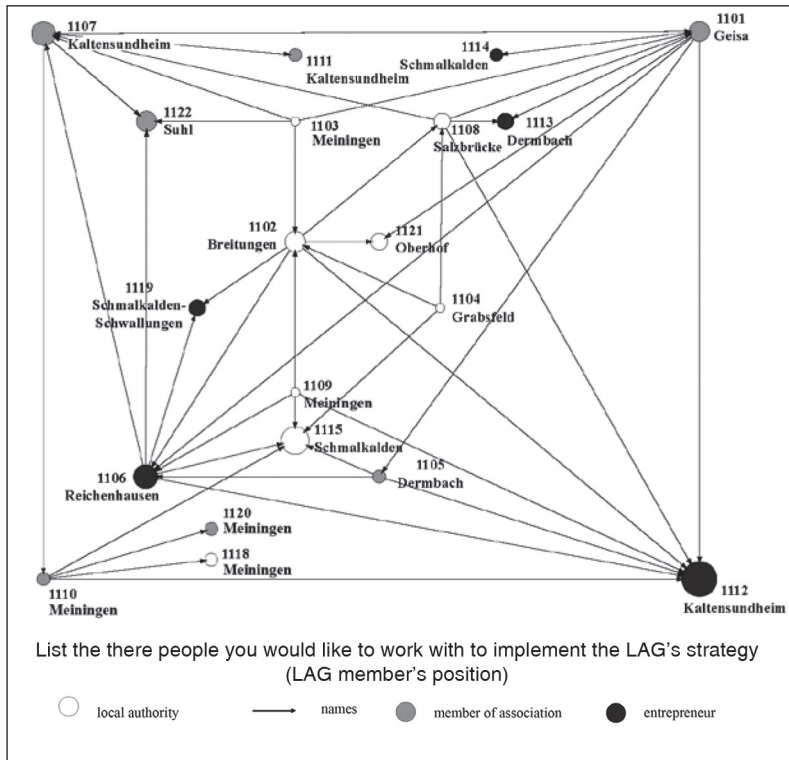 1107
Kaltensundheim
1101
Geisa
1111
Kaltensundheim
1114
Schmalkalden
1122
Suhl
1103
Meiningen
1108
Salzbrücke
1113
Dermbach
1102
Breitungen
1121
Oberhof
1119
Schmalkalden-
Schwallungen
1104
Grabsfeld
1109
Meiningen
1115
Schmalkalden
1106
Reichenhausen
1105
Dermbach
1120
Meiningen
1118
Meiningen
1110
Meiningen
1112
Kaltensundheim
List the there people you would like to work with to implement the LAG's strategy
(LAG member's position)
local authority names member of association entrepreneur